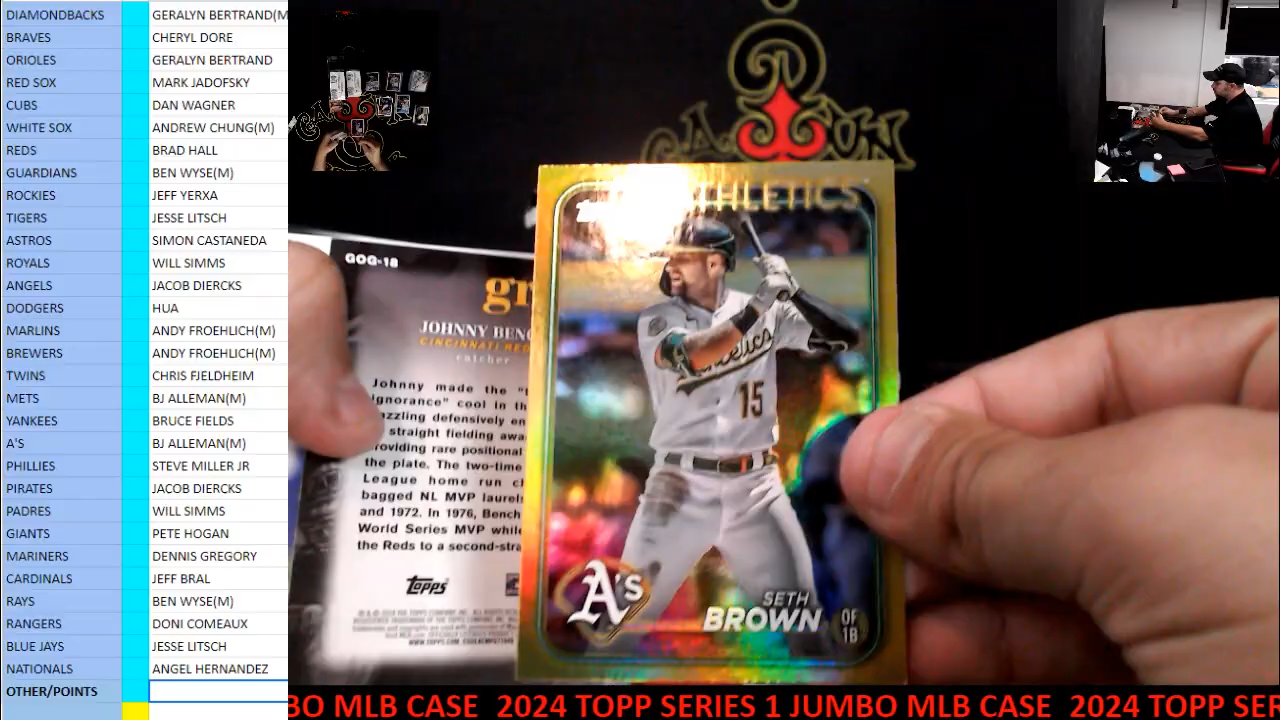 DIAMONDBACKS GERALYN BERTRAND(M
BRAVES CHERYL DORE
ORIOLES GERALYN BERTRAND
RED SOX MARK JADOFSKY
CUBS DAN WAGNER
WHITE SOX ANDREW CHUNG(M)
REDS BRAD HALL
GUARDIANS BEN WYSE(M)
ROCKIES JEFF YERXA
TIGERS JESSE LITSCH
ASTROS SIMON CASTANEDA
ROYALS WILL SIMMS
ANGELS JACOB DIERCKS
DODGERS HUA
MARLINS ANDY FROEHLICH(M)
BREWERS ANDY FROEHLICH(M)
TWINS CHRIS FJELDHEIM
METS BJ ALLEMAN(M)
YANKEES BRUCE FIELDS
A'S BJ ALLEMAN(M)
PHILLIES STEVE MILLER JR
PIRATES JACOB DIERCKS
PADRES WILL SIMMS
GIANTS PETE HOGAN
MARINERS DENNIS GREGORY
CARDINALS JEFF BRAL
RAYS BEN WYSE(M)
RANGERS DONI COMEAUX
BLUE JAYS JESSE LITSCH
NATIONALS ANGEL HERNANDEZ
OTHER/POINTS
GOG-18
gr
JOHNNY BENC
CINCINNATI RED
catcher
Johnny made the "t
ignorance" cool in th
zzling defensively en
straight fielding awa
roviding rare positional
the plate. The two-time
League home run c
bagged NL MVP laurels
and 1972. In 1976, Bench
World Series MVP while
the Reds to a second-stra
Topps
THLETICS
Athletics
15
A's
SETH
BROWN
OF
1B
BO MLB CASE 2024 TOPP SERIES 1 JUMBO MLB CASE 2024 TOPP SER